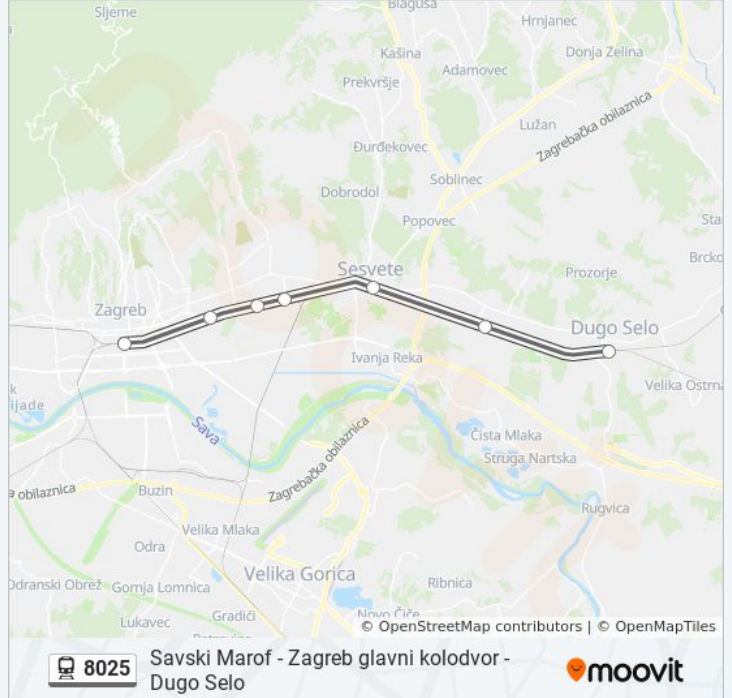 Blaguša
Sljeme
Hrnjanec
Kašina
Donja Zelina
Adamovec
Prekvršje
Zagrebačka obilaznica
Lužan
Đurđekovec
Soblinec
Dobrodol
Popovec
Sta
Brcko
Sesvete
Prozorje
Zagreb
Dugo Selo
Ivanja Reka
Velika Ostrna
k
ijade
Sava
Čista Mlaka
Struga Nartska
Zagrebačka obilaznica
a obilaznica
Buzin
Rugvica
Velika Mlaka
Odra
Velika Gorica
Odranski Obrež
Gornja Lomnica
Ribnica
Gradići
Novo Čiče
Lukavec
© OpenStreetMap contributors | © OpenMapTiles
8025
Savski Marof - Zagreb glavni kolodvor -
Dugo Selo
moovit